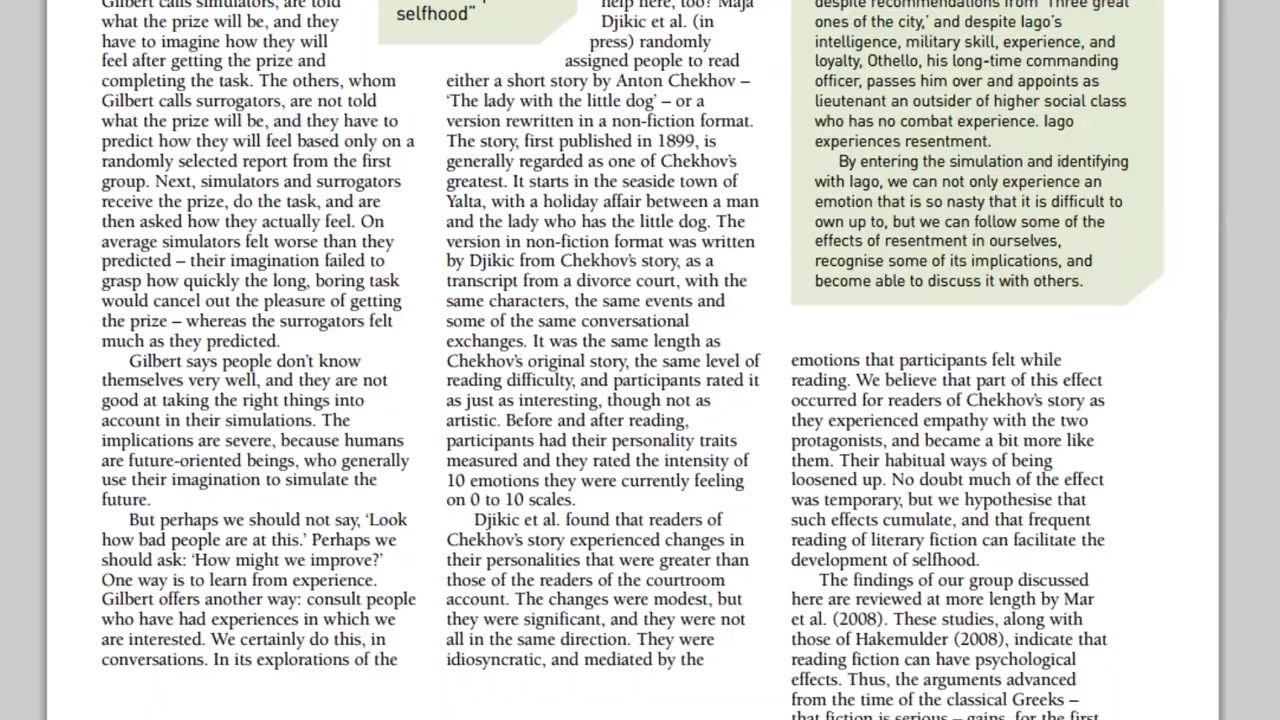 Gilbert calls simulators, are told
what the prize will be, and they
have to imagine how they will
feel after getting the prize and
completing the task. The others, whom
Gilbert calls surrogators, are not told
what the prize will be, and they have to
predict how they will feel based only on a
randomly selected report from the first
group. Next, simulators and surrogators
receive the prize, do the task, and are
then asked how they actually feel. On
average simulators felt worse than they
predicted – their imagination failed to
grasp how quickly the long, boring task
would cancel out the pleasure of getting
the prize – whereas the surrogators felt
much as they predicted.
Gilbert says people don't know
themselves very well, and they are not
good at taking the right things into
account in their simulations. The
implications are severe, because humans
are future-oriented beings, who generally
use their imagination to simulate the
future.
But perhaps we should not say, 'Look
how bad people are at this.' Perhaps we
should ask: 'How might we improve?'
One way is to learn from experience.
Gilbert offers another way: consult people
who have had experiences in which we
are interested. We certainly do this, in
conversations. In its explorations of the
selfhood”
help here, too? Maja
Djikic et al. (in
press) randomly
assigned people to read
either a short story by Anton Chekhov –
'The lady with the little dog' – or a
version rewritten in a non-fiction format.
The story, first published in 1899, is
generally regarded as one of Chekhov's
greatest. It starts in the seaside town of
Yalta, with a holiday affair between a man
and the lady who has the little dog. The
version in non-fiction format was written
by Djikic from Chekhov's story, as a
transcript from a divorce court, with the
same characters, the same events and
some of the same conversational
exchanges. It was the same length as
Chekhov's original story, the same level of
reading difficulty, and participants rated it
as just as interesting, though not as
artistic. Before and after reading,
participants had their personality traits
measured and they rated the intensity of
10 emotions they were currently feeling
on 0 to 10 scales.
Djikic et al. found that readers of
Chekhov's story experienced changes in
their personalities that were greater than
those of the readers of the courtroom
account. The changes were modest, but
they were significant, and they were not
all in the same direction. They were
idiosyncratic, and mediated by the
despite recommendations from 'Three great
ones of the city,' and despite Iago's
intelligence, military skill, experience, and
loyalty, Othello, his long-time commanding
officer, passes him over and appoints as
lieutenant an outsider of higher social class
who has no combat experience. Iago
experiences resentment.
By entering the simulation and identifying
with Iago, we can not only experience an
emotion that is so nasty that it is difficult to
own up to, but we can follow some of the
effects of resentment in ourselves,
recognise some of its implications, and
become able to discuss it with others.
emotions that participants felt while
reading. We believe that part of this effect
occurred for readers of Chekhov's story as
they experienced empathy with the two
protagonists, and became a bit more like
them. Their habitual ways of being
loosened up. No doubt much of the effect
was temporary, but we hypothesise that
such effects cumulate, and that frequent
reading of literary fiction can facilitate the
development of selfhood.
The findings of our group discussed
here are reviewed at more length by Mar
et al. (2008). These studies, along with
those of Hakemulder (2008), indicate that
reading fiction can have psychological
effects. Thus, the arguments advanced
from the time of the classical Greeks –
that fiction is serious – gains, for the first